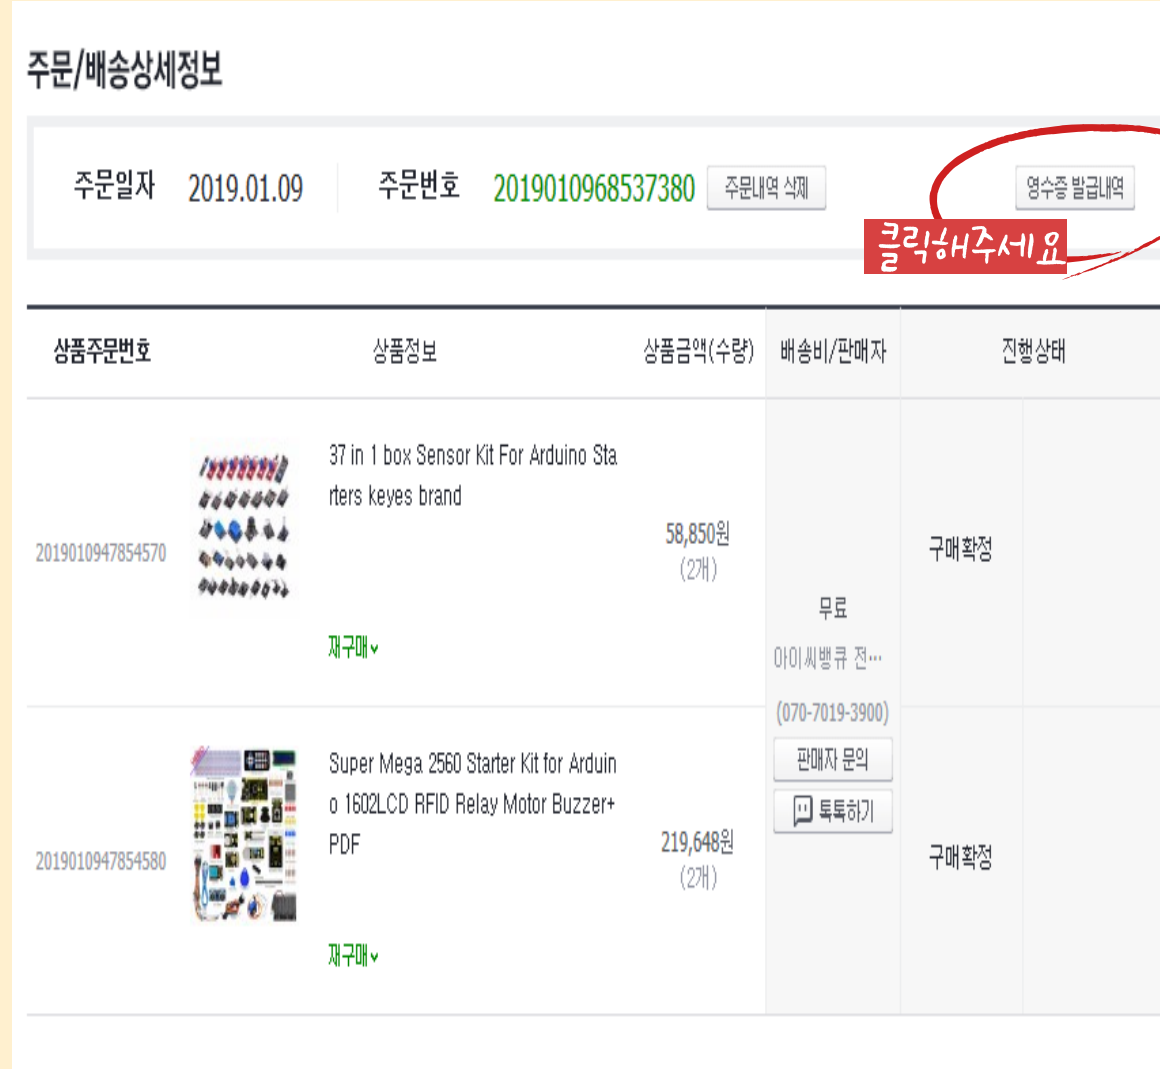 주문/배송상세정보
주문일자 2019.01.09 주문번호 2019010968537380 주문내역 삭제 영수증 발급내역
클릭해주세요
상품주문번호 상품정보 상품금액(수량) 배송비/판매자 진행상태
37 in 1 box Sensor Kit For Arduino Sta
rters keyes brand
2019010947854570
58,850원
(2개)
구매확정
재구매
무료
아이씨뱅큐 전…
(070-7019-3900)
판매자 문의
톡톡하기
Super Mega 2560 Starter Kit for Arduin
o 1602LCD RFID Relay Motor Buzzer+
PDF
2019010947854580
219,648원
(2개)
구매확정
재구매